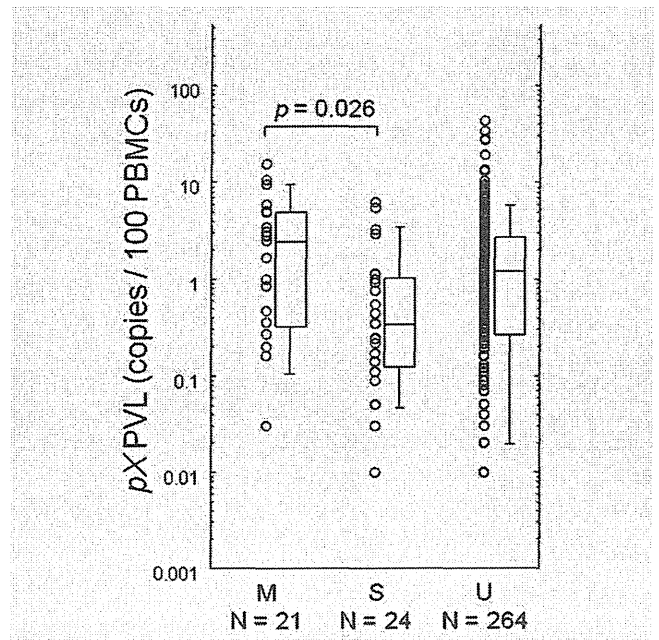 pX PVL (copies / 100 PBMCs)
100
10
1
0.1
0.01
0.001
p = 0.026
M
S
U
N = 21
N = 24
N = 264